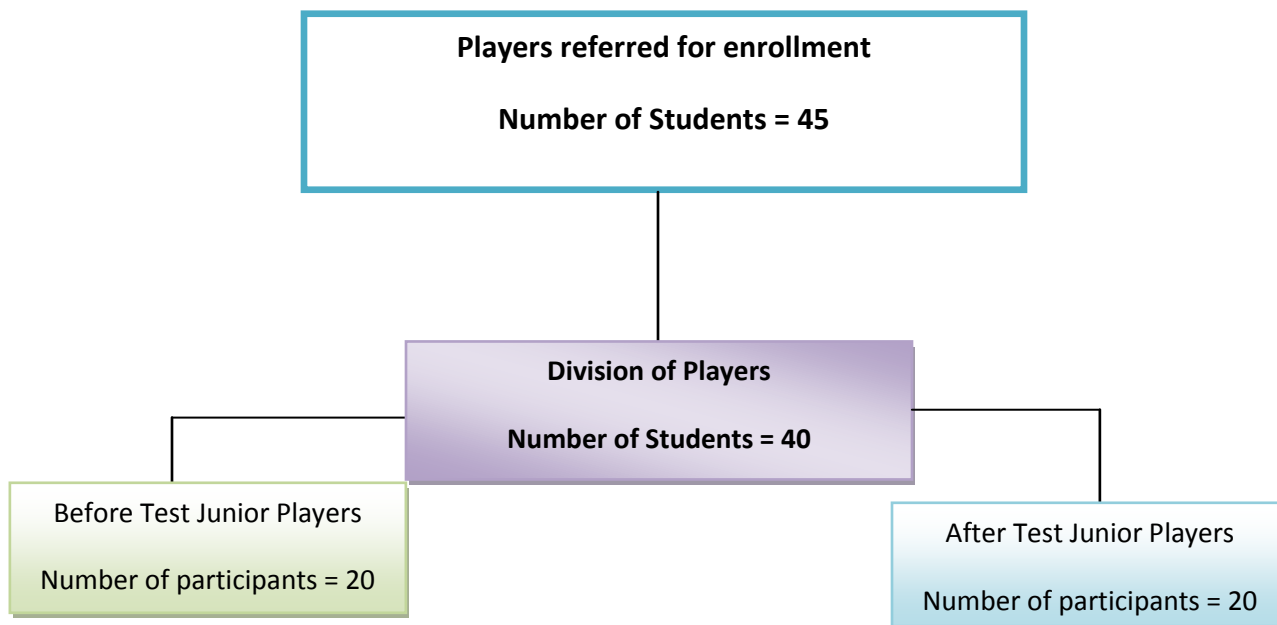 Players referred for enrollment
Number of Students = 45
Division of Players
Number of Students = 40
Before Test Junior Players
Number of participants = 20
After Test Junior Players
Number of participants = 20